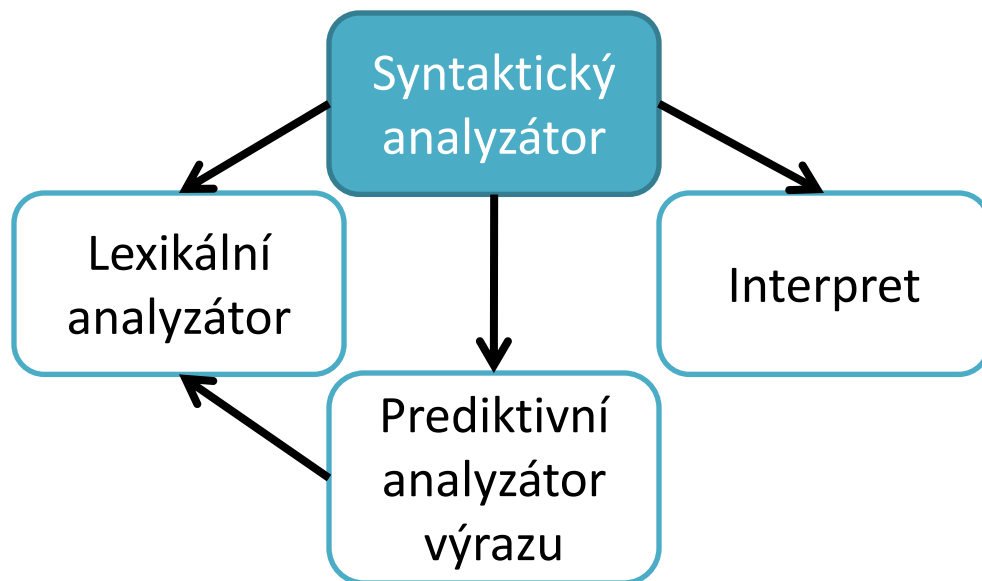 Syntaktický
analyzátor
Lexikální
analyzátor
Interpret
Prediktivní
analyzátor
výrazu